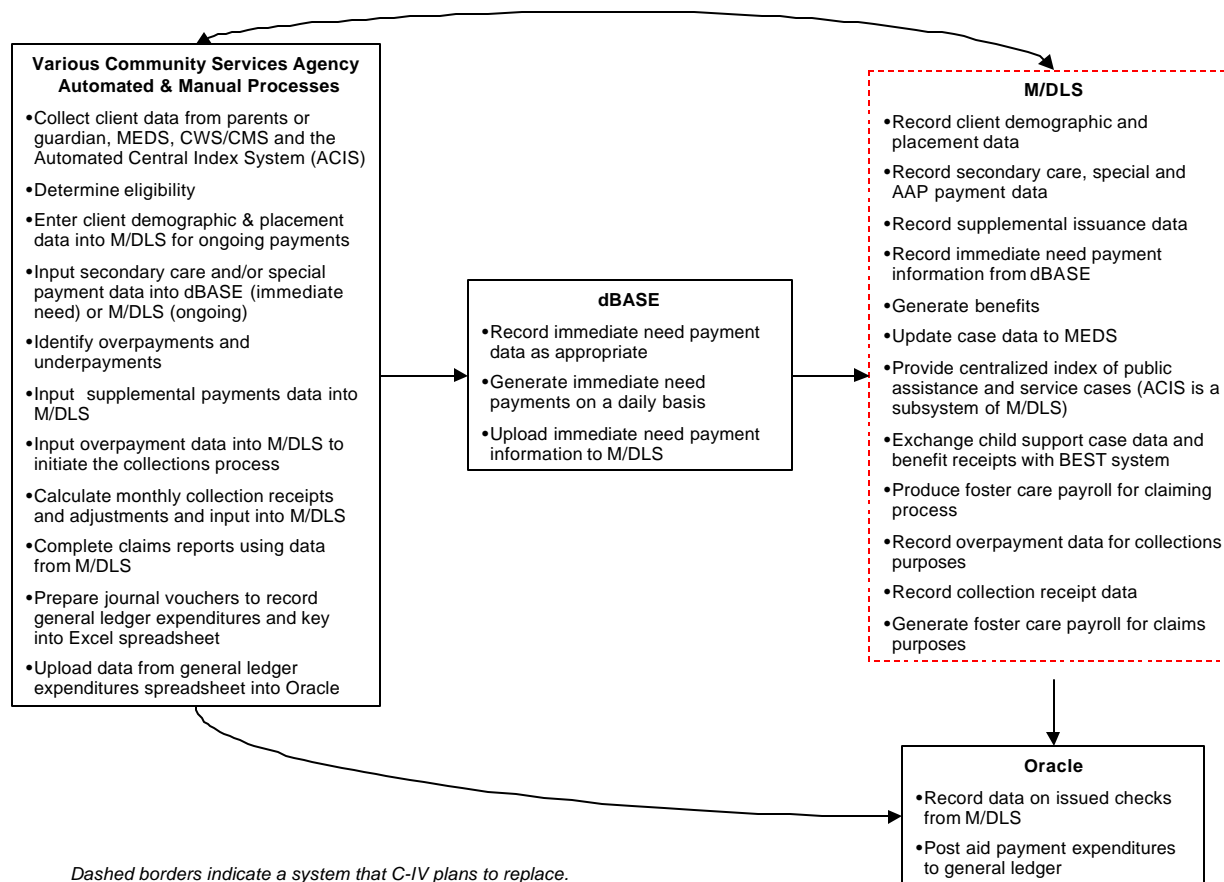 Various Community Services Agency
Automated & Manual Processes
•Collect client data from parents or
guardian, MEDS, CWS/CMS and the
Automated Central Index System (ACIS)
•Determine eligibility
•Enter client demographic & placement
data into M/DLS for ongoing payments
•Input secondary care and/or special
payment data into dBASE (immediate
need) or M/DLS (ongoing)
•Identify overpayments and
underpayments
•Input supplemental payments data into
M/DLS
•Input overpayment data into M/DLS to
initiate the collections process
•Calculate monthly collection receipts
and adjustments and input into M/DLS
•Complete claims reports using data
from M/DLS
•Prepare journal vouchers to record
general ledger expenditures and key
into Excel spreadsheet
•Upload data from general ledger
expenditures spreadsheet into Oracle
dBASE
•Record immediate need payment
data as appropriate
•Generate immediate need
payments on a daily basis
•Upload immediate need payment
information to M/DLS
M/DLS
•Record client demographic and
placement data
•Record secondary care, special and
AAP payment data
•Record supplemental issuance data
•Record immediate need payment
information from dBASE
•Generate benefits
•Update case data to MEDS
•Provide centralized index of public
assistance and service cases (ACIS is a
subsystem of M/DLS)
•Exchange child support case data and
benefit receipts with BEST system
•Produce foster care payroll for claiming
process
•Record overpayment data for collections
purposes
•Record collection receipt data
•Generate foster care payroll for claims
purposes
Oracle
•Record data on issued checks
from M/DLS
•Post aid payment expenditures
to general ledger
Dashed borders indicate a system that C-IV plans to replace.